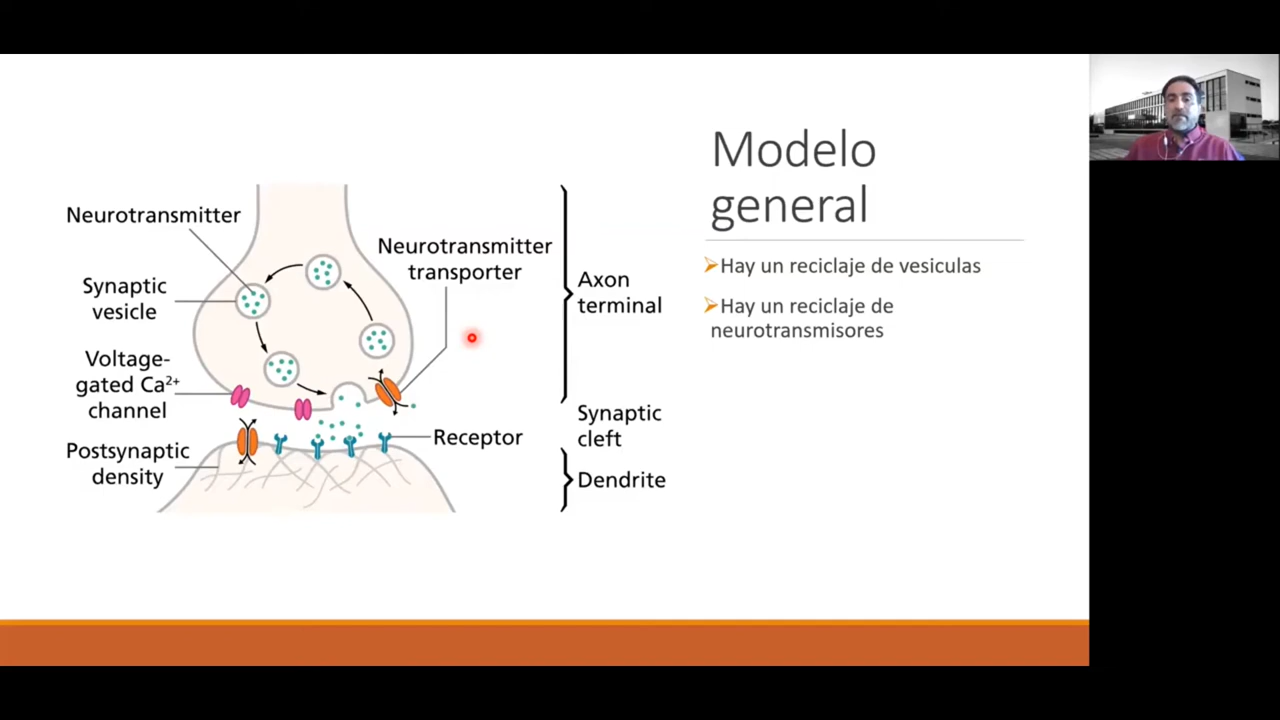 Modelo
general
Hay un reciclaje de vesiculas
Hay un reciclaje de
neurotransmisores
Neurotransmitter
Synaptic
vesicle
Voltage-
gated Ca²⁺
channel
Postsynaptic
density
Neurotransmitter
transporter
Receptor
Axon
terminal
Synaptic
cleft
Dendrite